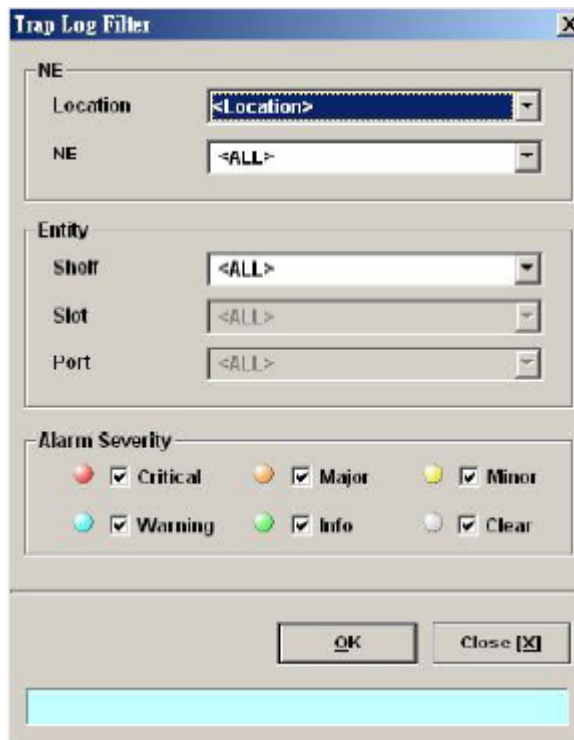 Trap Log Filter
NE
Location <Location>
NE <ALL>
Entity
Shelf <ALL>
Slot <ALL>
Port <ALL>
Alarm Severity
Critical Major Minor
Warning Info Clear
OK Close [X]